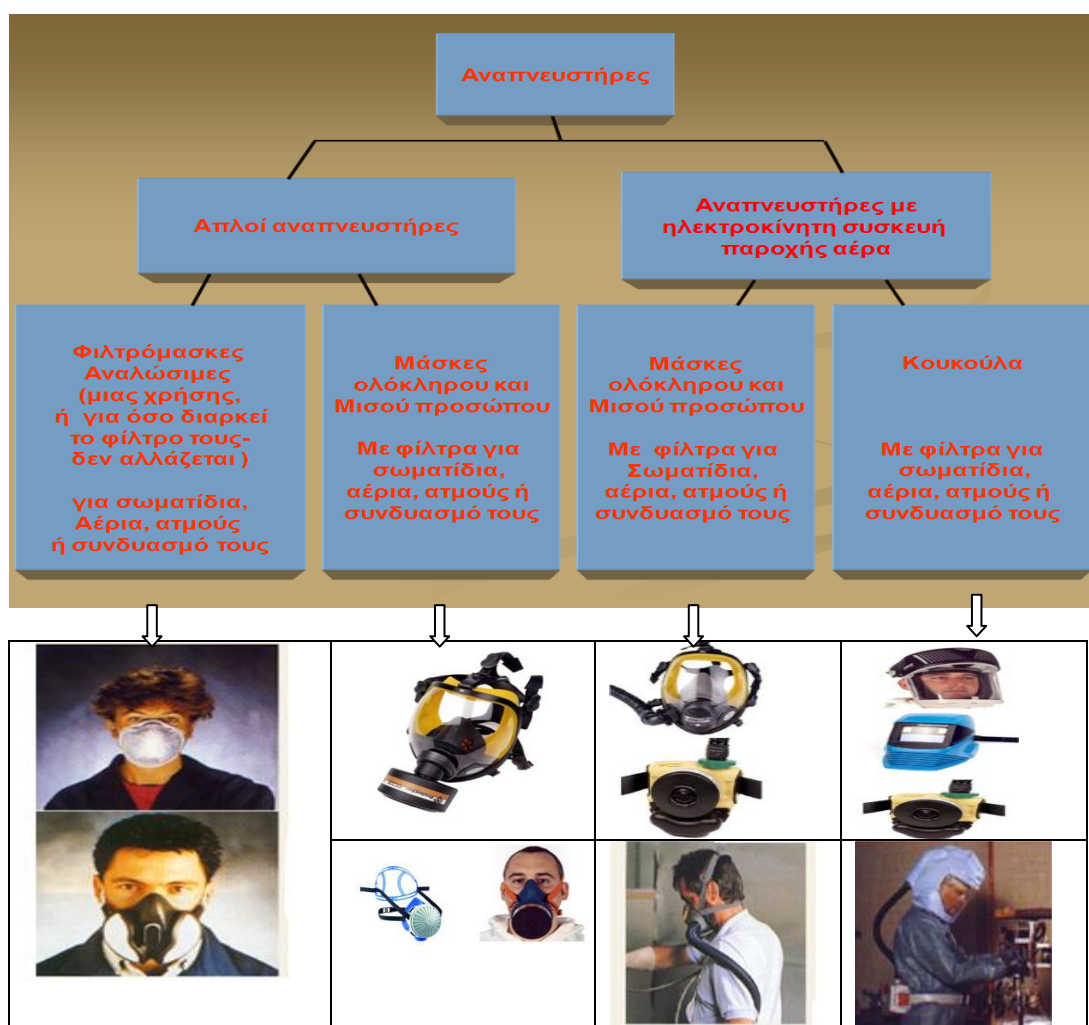 Αναπνευστήρες
Απλοί αναπνευστήρες
Αναπνευστήρες με
ηλεκτροκίνητη συσκευή
παροχής αέρα
Φιλτρόμασκες
Αναλώσιμες
(μιας χρήσης,
ή για όσο διαρκεί
το φίλτρο τους-
δεν αλλάζεται )
για σωματίδια,
Αέρια, ατμούς
ή συνδυασμό τους
Μάσκες
ολόκληρου και
Μισού προσώπου
Με φίλτρα για
σωματίδια,
αέρια, ατμούς ή
συνδυασμό τους
Μάσκες
ολόκληρου και
Μισού προσώπου
Με φίλτρα για
Σωματίδια,
αέρια, ατμούς ή
συνδυασμό τους
Κουκούλα
Με φίλτρα για
σωματίδια,
αέρια, ατμούς ή
συνδυασμό τους